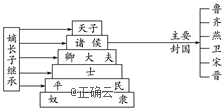 嫡长子继承
天子
诸侯
卿大夫
士
平民
奴隶
@正确云
主要
封国
鲁
齐
燕
卫
宋
晋